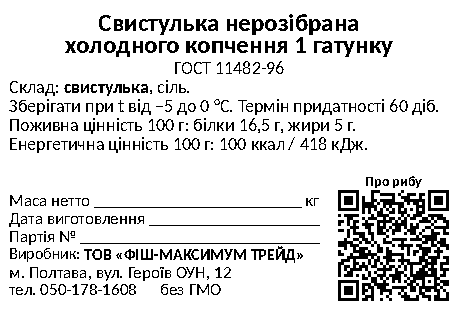 Свистулька нерозібрана
холодного копчення 1 гатунку
ГОСТ 11482-96
Склад: свистулька, сіль.
Зберігати при t від –5 до 0 °С. Термін придатності 60 діб.
Поживна цінність 100 г: білки 16,5 г, жири 5 г.
Енергетична цінність 100 г: 100 ккал / 418 кДж.
Про рибу
Маса нетто ________________________ кг
Дата виготовлення ____________________
Партія № ____________________________
Виробник: ТОВ «ФІШ-МАКСИМУМ ТРЕЙД»
м. Полтава, вул. Героїв ОУН, 12
тел. 050-178-1608 без ГМО